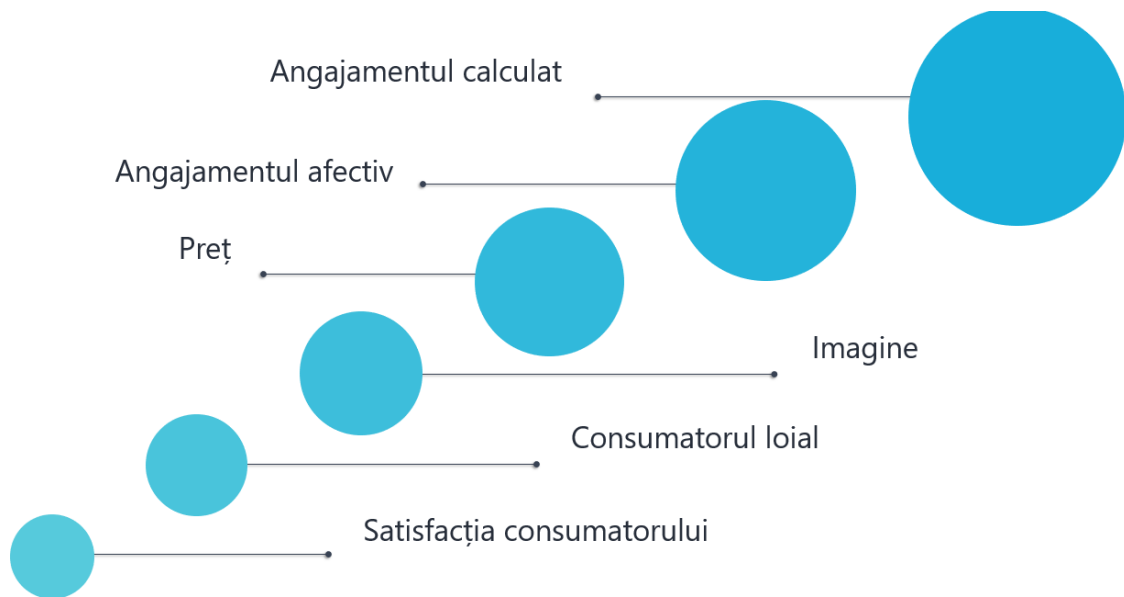 Angajamentul calculat
Angajamentul afectiv
Preț
Imagine
Consumatorul loial
Satisfacția consumatorului